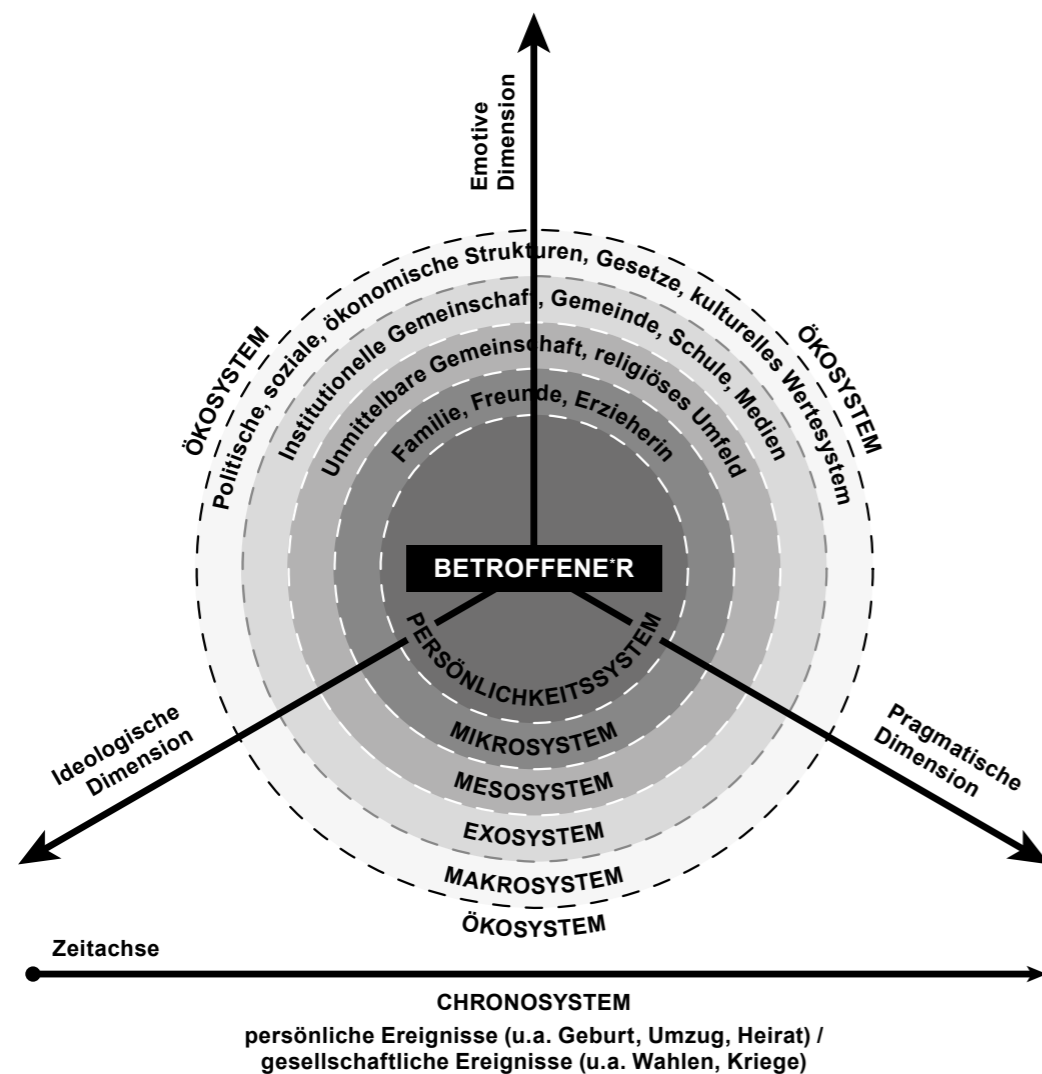 Emotive
Dimension
ÖKOSYSTEM
ÖKOSYSTEM
Politische, soziale, ökonomische Strukturen, Gesetze, kulturelles Wertesystem
Institutionelle Gemeinschaft, Gemeinde, Schule, Medien
Unmittelbare Gemeinschaft, religiöses Umfeld
Familie, Freunde, Erzieherin
BETROFFENE*R
PERSÖNLICHKEITSSYSTEM
MIKROSYSTEM
MESOSYSTEM
EXOSYSTEM
MAKROSYSTEM
ÖKOSYSTEM
Ideologische
Dimension
Pragmatische
Dimension
Zeitachse
CHRONOSYSTEM
persönliche Ereignisse (u.a. Geburt, Umzug, Heirat) /
gesellschaftliche Ereignisse (u.a. Wahlen, Kriege)